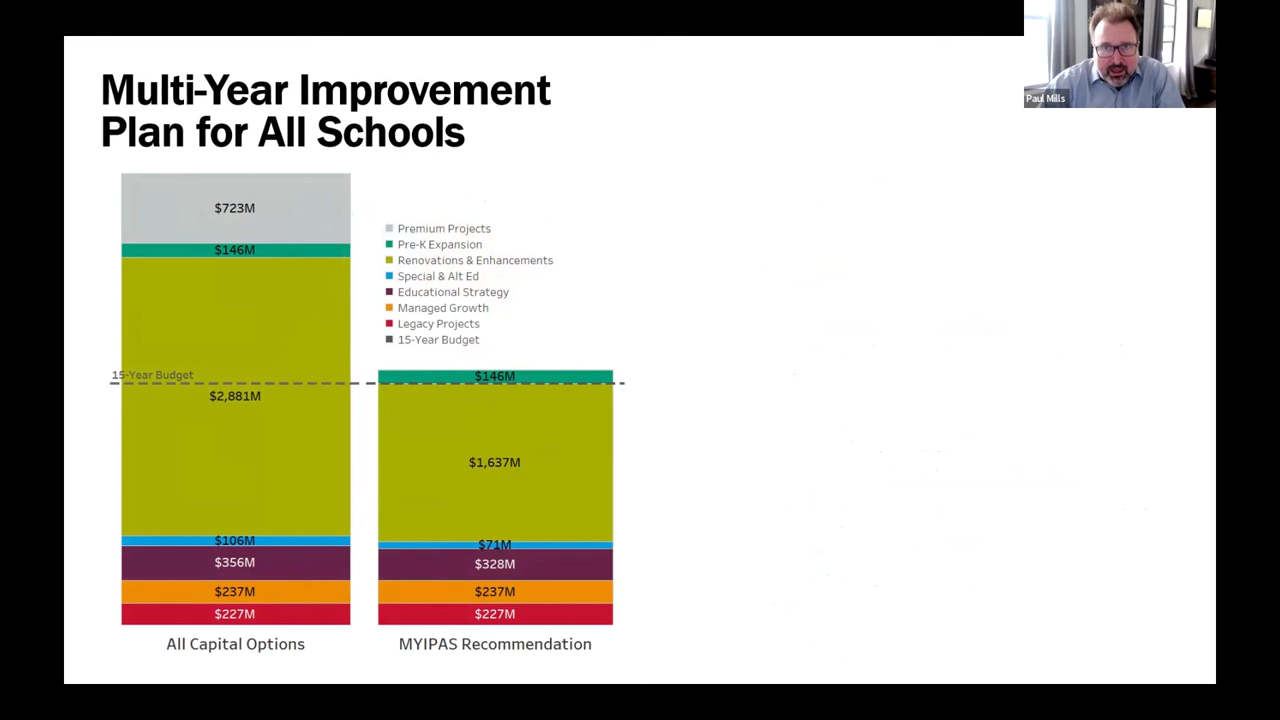 Paul Mills
Multi-Year Improvement
Plan for All Schools
$723M
$146M
15-Year Budget
$2,881M
$106M
$356M
$237M
$227M
All Capital Options
Premium Projects
Pre-K Expansion
Renovations & Enhancements
Special & Alt Ed
Educational Strategy
Managed Growth
Legacy Projects
15-Year Budget
$146M
$1,637M
$71M
$328M
$237M
$227M
MYIPAS Recommendation